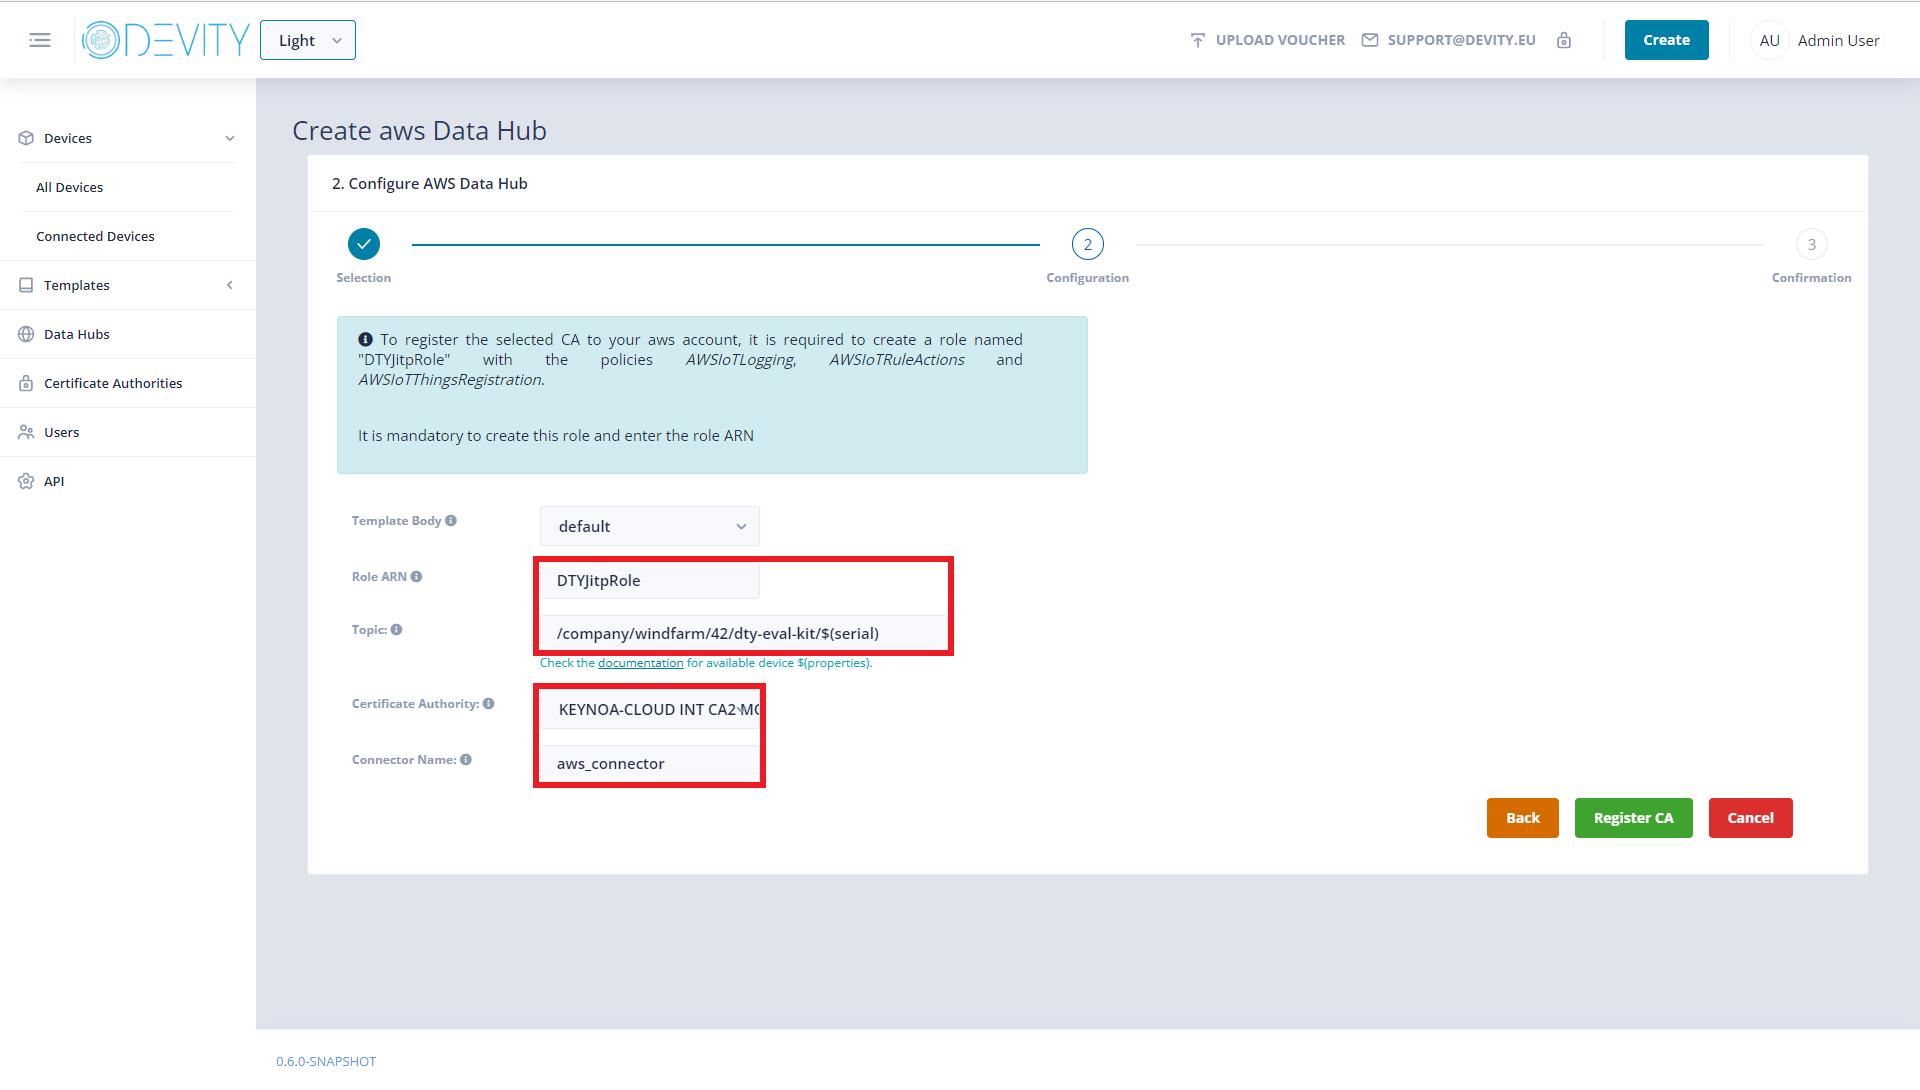 DEVITY
Light
UPLOAD VOUCHER
SUPPORT@DEVITY.EU
Create
AU
Admin User
Devices
All Devices
Connected Devices
Templates
Data Hubs
Certificate Authorities
Users
API
Create aws Data Hub
2. Configure AWS Data Hub
2
3
Selection
Configuration
Confirmation
To register the selected CA to your aws account, it is required to create a role named
"DTYJitpRole" with the policies AWSIoTLogging, AWSIoTRuleActions and
AWSIoTThingsRegistration.
It is mandatory to create this role and enter the role ARN
Template Body
default
Role ARN
DTYJitpRole
Topic:
/company/windfarm/42/dty-eval-kit/$(serial)
Check the documentation for available device $(properties).
Certificate Authority:
KEYNOA-CLOUD INT CA2
Connector Name:
aws_connector
Back
Register CA
Cancel
0.6.0-SNAPSHOT